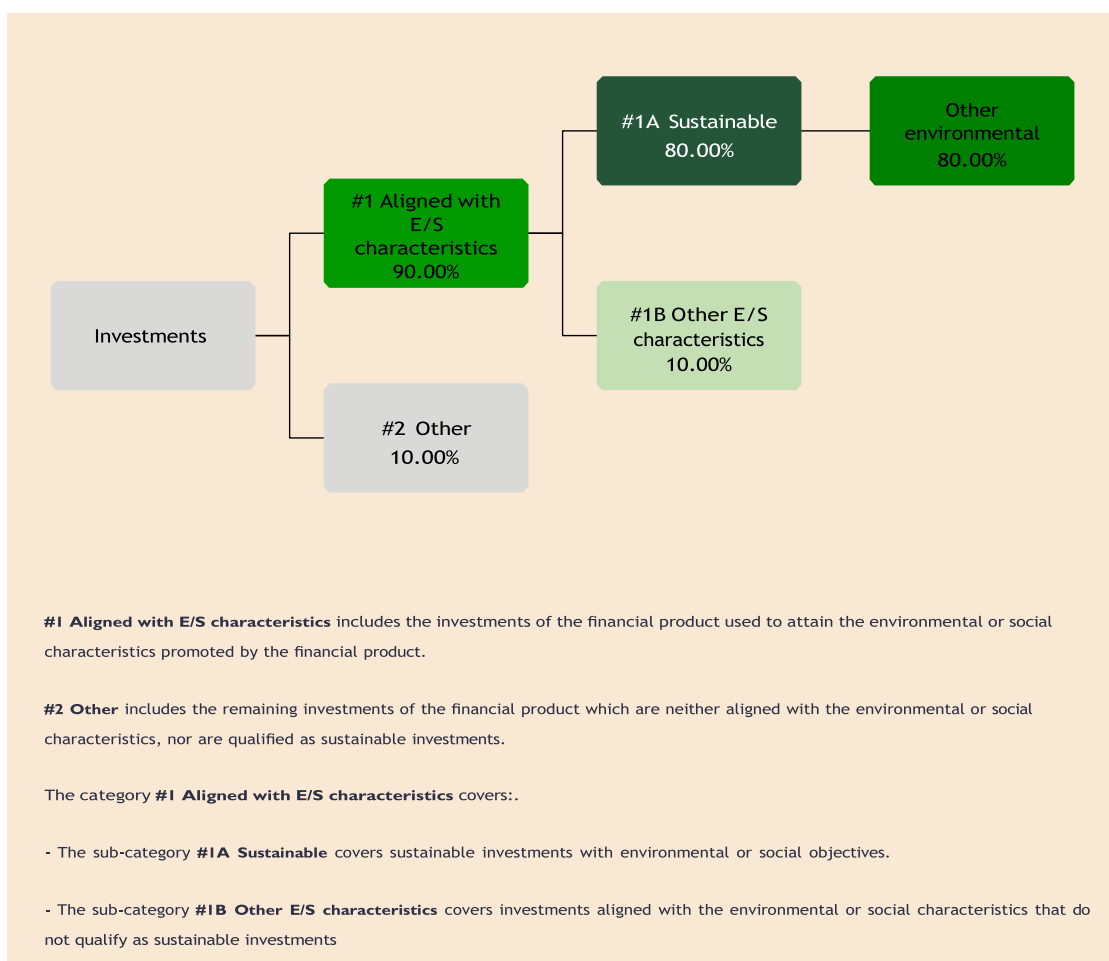 #1A Sustainable
80.00%
Other
environmental
80.00%
#1 Aligned with
E/S
characteristics
90.00%
Investments
#1B Other E/S
characteristics
10.00%
#2 Other
10.00%
#1 Aligned with E/S characteristics includes the investments of the financial product used to attain the environmental or social
characteristics promoted by the financial product.
#2 Other includes the remaining investments of the financial product which are neither aligned with the environmental or social
characteristics, nor are qualified as sustainable investments.
The category #1 Aligned with E/S characteristics covers:.
- The sub-category #1A Sustainable covers sustainable investments with environmental or social objectives.
- The sub-category #1B Other E/S characteristics covers investments aligned with the environmental or social characteristics that do
not qualify as sustainable investments